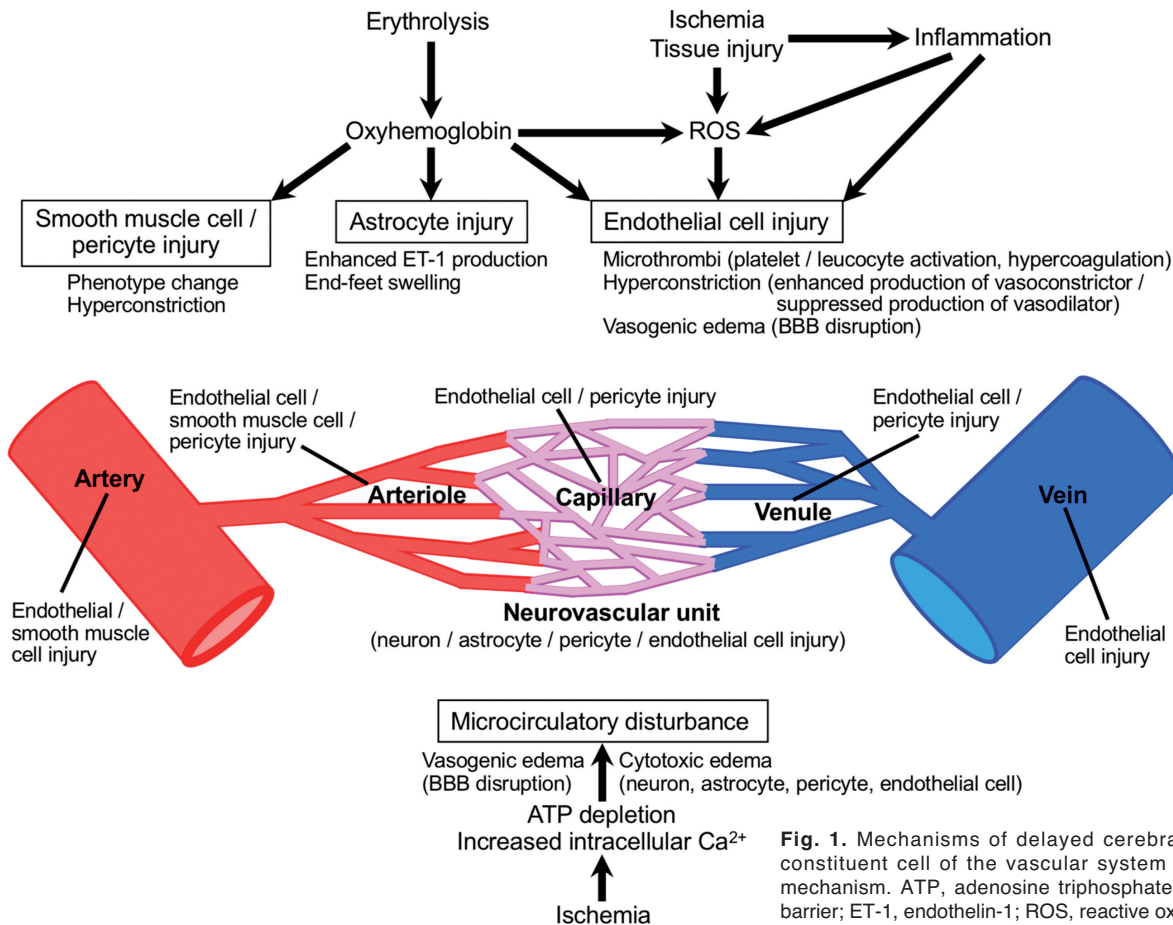 Erythrolysis
Ischemia
Tissue injury
Inflammation
Oxyhemoglobin
ROS
Smooth muscle cell /
pericyte injury
Phenotype change
Hyperconstriction
Astrocyte injury
Enhanced ET-1 production
End-feet swelling
Endothelial cell injury
Microthrombi (platelet / leucocyte activation, hypercoagulation)
Hyperconstriction (enhanced production of vasoconstrictor /
suppressed production of vasodilator)
Vasogenic edema (BBB disruption)
Endothelial cell /
smooth muscle cell /
pericyte injury
Endothelial cell / pericyte injury
Endothelial cell /
pericyte injury
Artery
Arteriole
Capillary
Venule
Vein
Endothelial /
smooth muscle
cell injury
Neurovascular unit
(neuron / astrocyte / pericyte / endothelial cell injury)
Endothelial
cell injury
Microcirculatory disturbance
Vasogenic edema
(BBB disruption)
Cytotoxic edema
(neuron, astrocyte, pericyte, endothelial cell)
ATP depletion
Increased intracellular Ca²⁺
Ischemia
Fig. 1. Mechanisms of delayed cerebra
constituent cell of the vascular system
mechanism. ATP, adenosine triphosphate
barrier; ET-1, endothelin-1; ROS, reactive ox